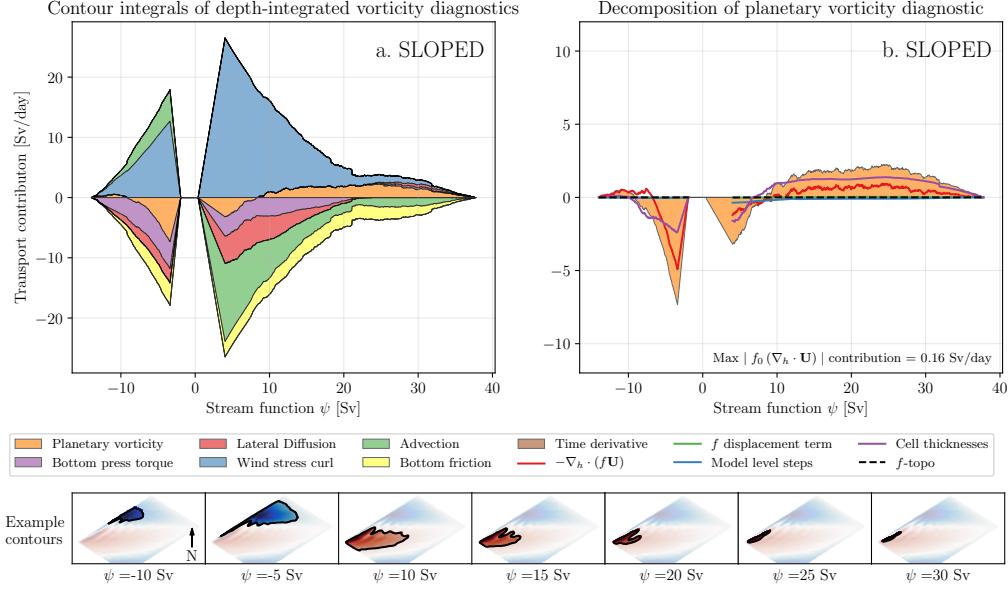 Contour integrals of depth-integrated vorticity diagnostics
Decomposition of planetary vorticity diagnostic
a. SLOPED
b. SLOPED
Transport contributon [Sv/day]
20
10
0
−10
−20
10
5
0
−5
−10
Max | f₀ (∇ₕ · U) | contribution = 0.16 Sv/day
−10 0 10 20 30 40
−10 0 10 20 30 40
Stream function ψ [Sv]
Stream function ψ [Sv]
Planetary vorticity
Bottom press torque
Lateral Diffusion
Wind stress curl
Advection
Bottom friction
Time derivative
−∇ₕ · (fU)
f displacement term
Model level steps
Cell thicknesses
f-topo
Example
contours
N
ψ =-10 Sv
ψ =-5 Sv
ψ =10 Sv
ψ =15 Sv
ψ =20 Sv
ψ =25 Sv
ψ =30 Sv